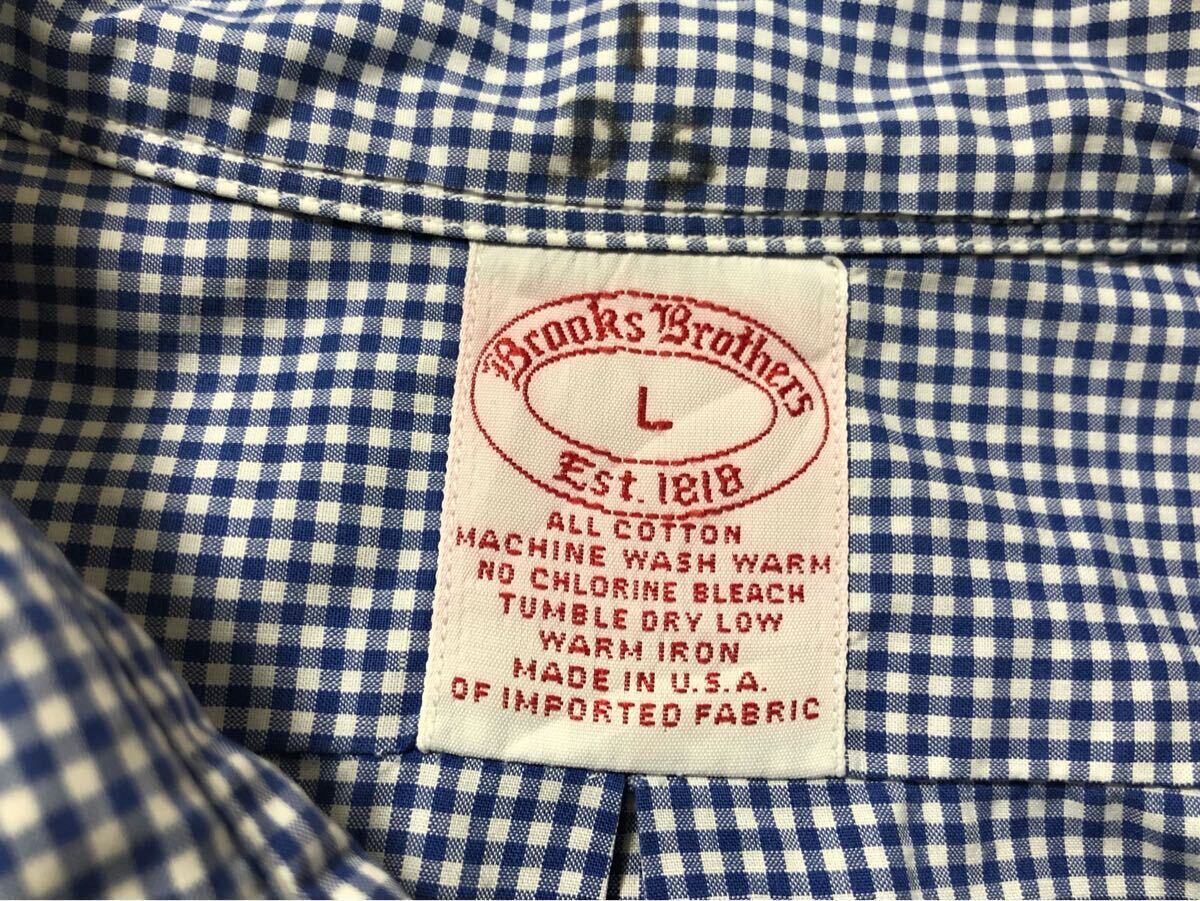 DS
Brooks Brothers
L
Est. 1818
ALL COTTON
MACHINE WASH WARM
NO CHLORINE BLEACH
TUMBLE DRY LOW
WARM IRON
MADE IN U.S.A.
OF IMPORTED FABRIC